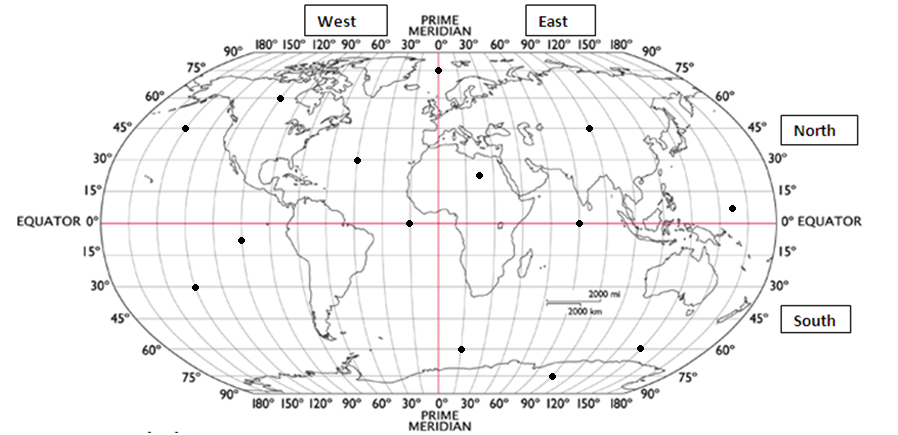 West
PRIME
MERIDIAN
East
90° 180° 150° 120° 90° 60° 30° 0° 30° 60° 90° 120° 150° 180° 90°
75° 75°
60° 60°
45° 45°
North
30° 30°
15° 15°
EQUATOR 0° 0° EQUATOR
15° 15°
30° 30°
2000 mi
2000 km
45° 45°
South
60° 60°
75° 75°
90° 90°
180° 150° 120° 90° 60° 30° 0° 30° 60° 90° 120° 150° 180°
PRIME
MERIDIAN